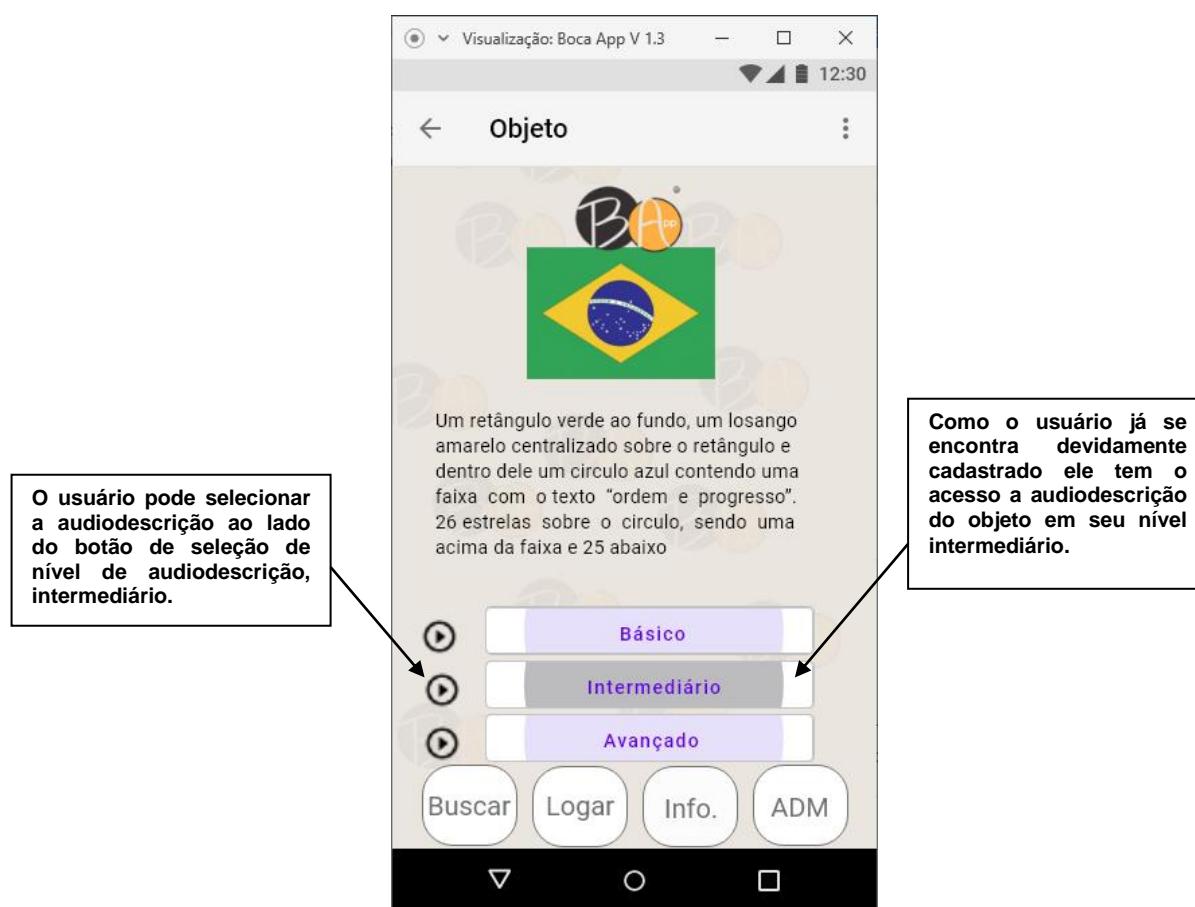 Visualização: Boca App V 1.3
12:30
Objeto
BApp
Um retângulo verde ao fundo, um losango
amarelo centralizado sobre o retângulo e
dentro dele um circulo azul contendo uma
faixa com o texto “ordem e progresso”.
26 estrelas sobre o circulo, sendo uma
acima da faixa e 25 abaixo
O usuário pode selecionar
a audiodescrição ao lado
do botão de seleção de
nível de audiodescrição,
intermediário.
Como o usuário já se
encontra devidamente
cadastrado ele tem o
acesso a audiodescrição
do objeto em seu nível
intermediário.
Básico
Intermediário
Avançado
Buscar Logar Info. ADM